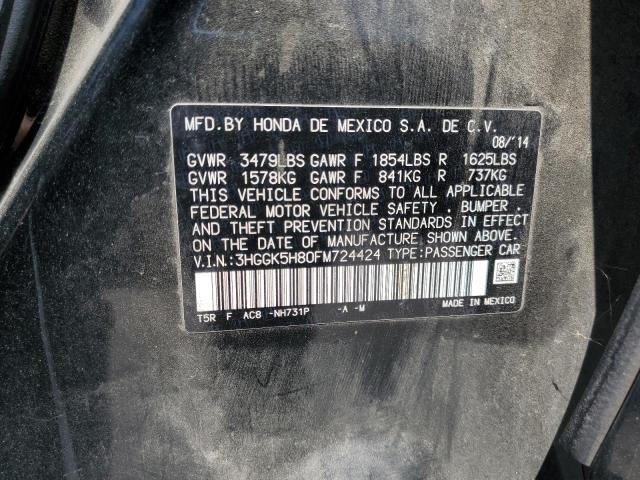 MFD.BY HONDA DE MEXICO S.A. DE C.V.
08/'14
GVWR 3479LBS GAWR F 1854LBS R 1625LBS
GVWR 1578KG GAWR F 841KG R 737KG
THIS VEHICLE CONFORMS TO ALL APPLICABLE
FEDERAL MOTOR VEHICLE SAFETY , BUMPER ,
AND THEFT PREVENTION STANDARDS IN EFFECT
ON THE DATE OF MANUFACTURE SHOWN ABOVE.
V.I.N.:3HGGK5H80FM724424 TYPE:PASSENGER CAR
T5R F AC8 -NH731P -A -M MADE IN MEXICO